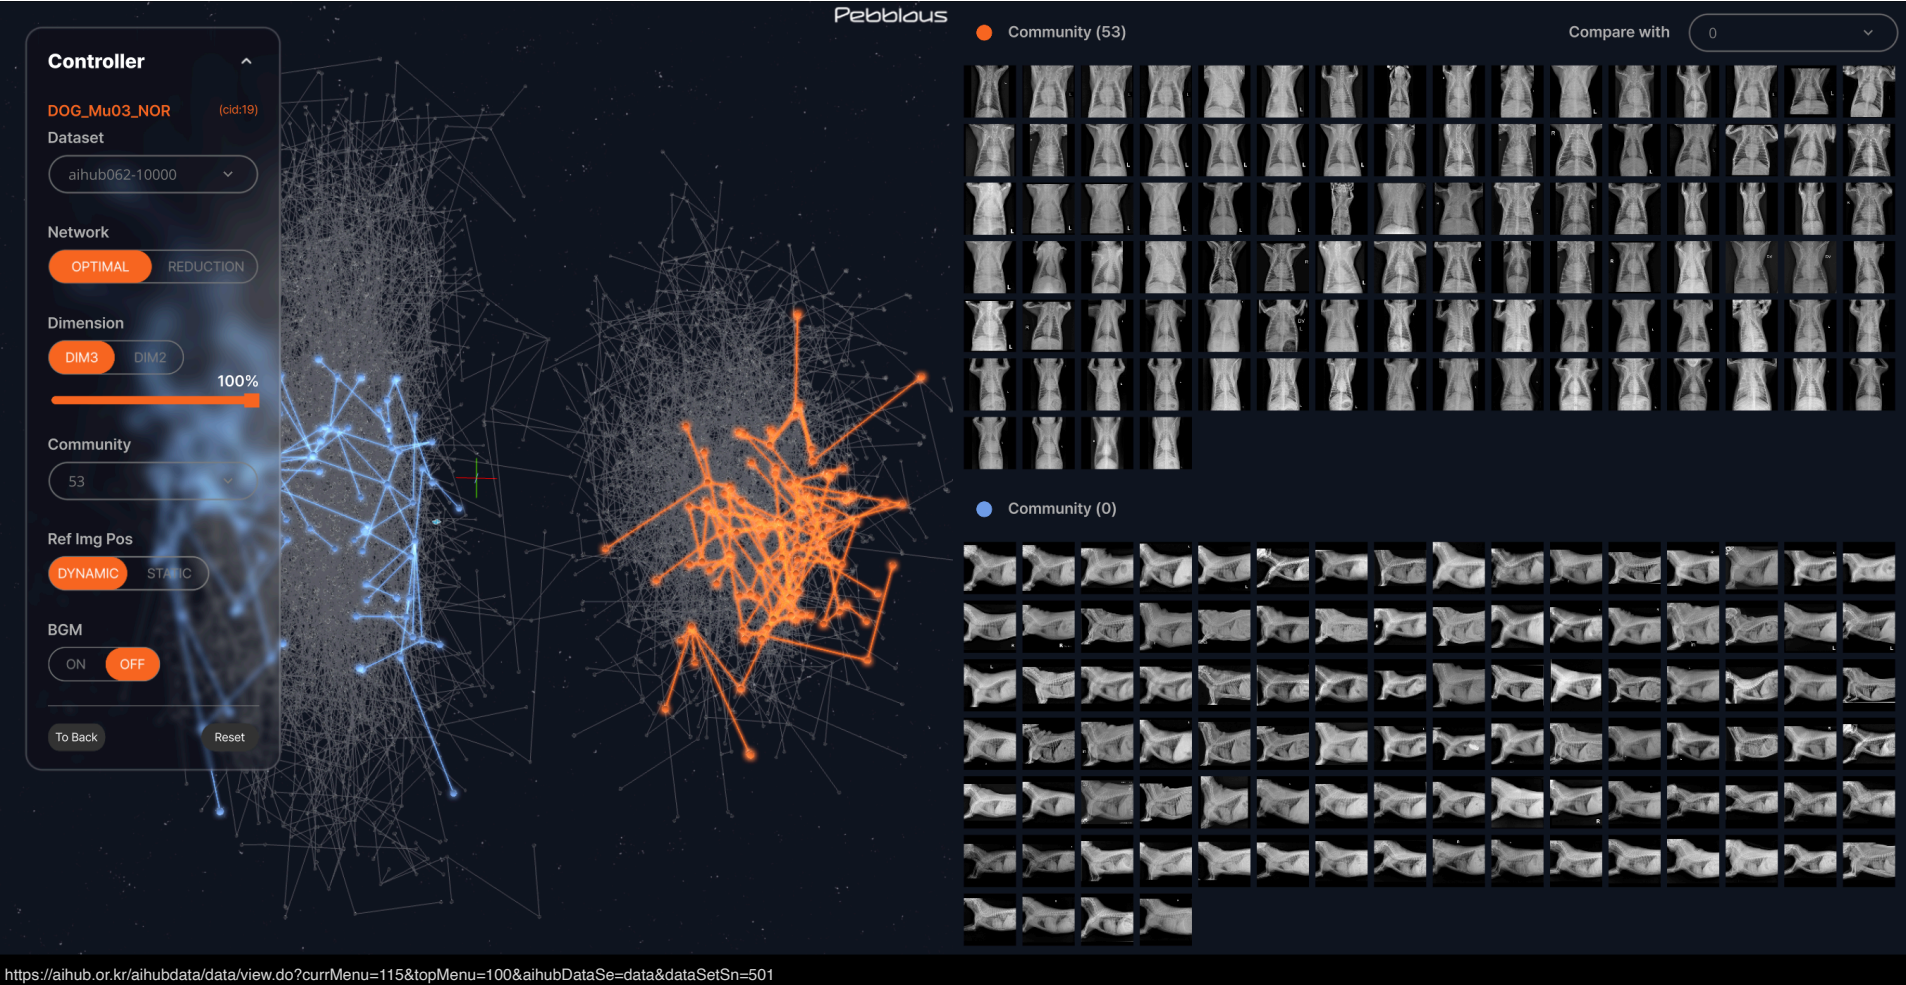 Pebblous
Controller
DOG_Mu03_NOR (cid:19)
Dataset
aihub062-10000
Network
OPTIMAL REDUCTION
Dimension
DIM3 DIM2
100%
Community
53
Ref Img Pos
DYNAMIC STATIC
BGM
ON OFF
To Back Reset
Community (53)
Compare with 0
Community (0)
https://aihub.or.kr/aihubdata/data/view.do?currMenu=115&topMenu=100&aihubDataSe=data&dataSetSn=501